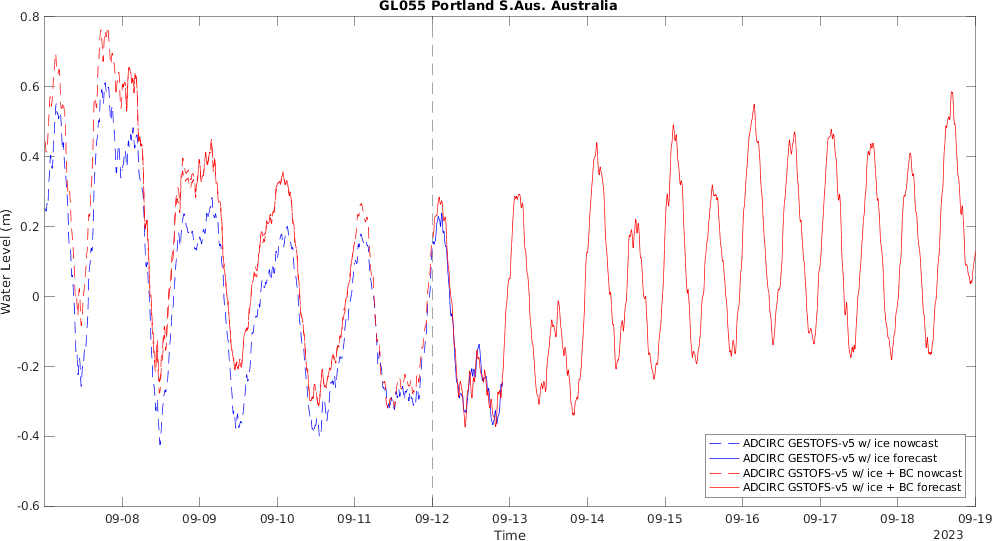 GL055 Portland S.Aus. Australia
Water Level (m)
0.8
0.6
0.4
0.2
0
-0.2
-0.4
-0.6
ADCIRC GESTOFS-v5 w/ ice nowcast
ADCIRC GESTOFS-v5 w/ ice forecast
ADCIRC GSTOFS-v5 w/ ice + BC nowcast
ADCIRC GSTOFS-v5 w/ ice + BC forecast
09-08 09-09 09-10 09-11 09-12 09-13 09-14 09-15 09-16 09-17 09-18 09-19
Time
2023